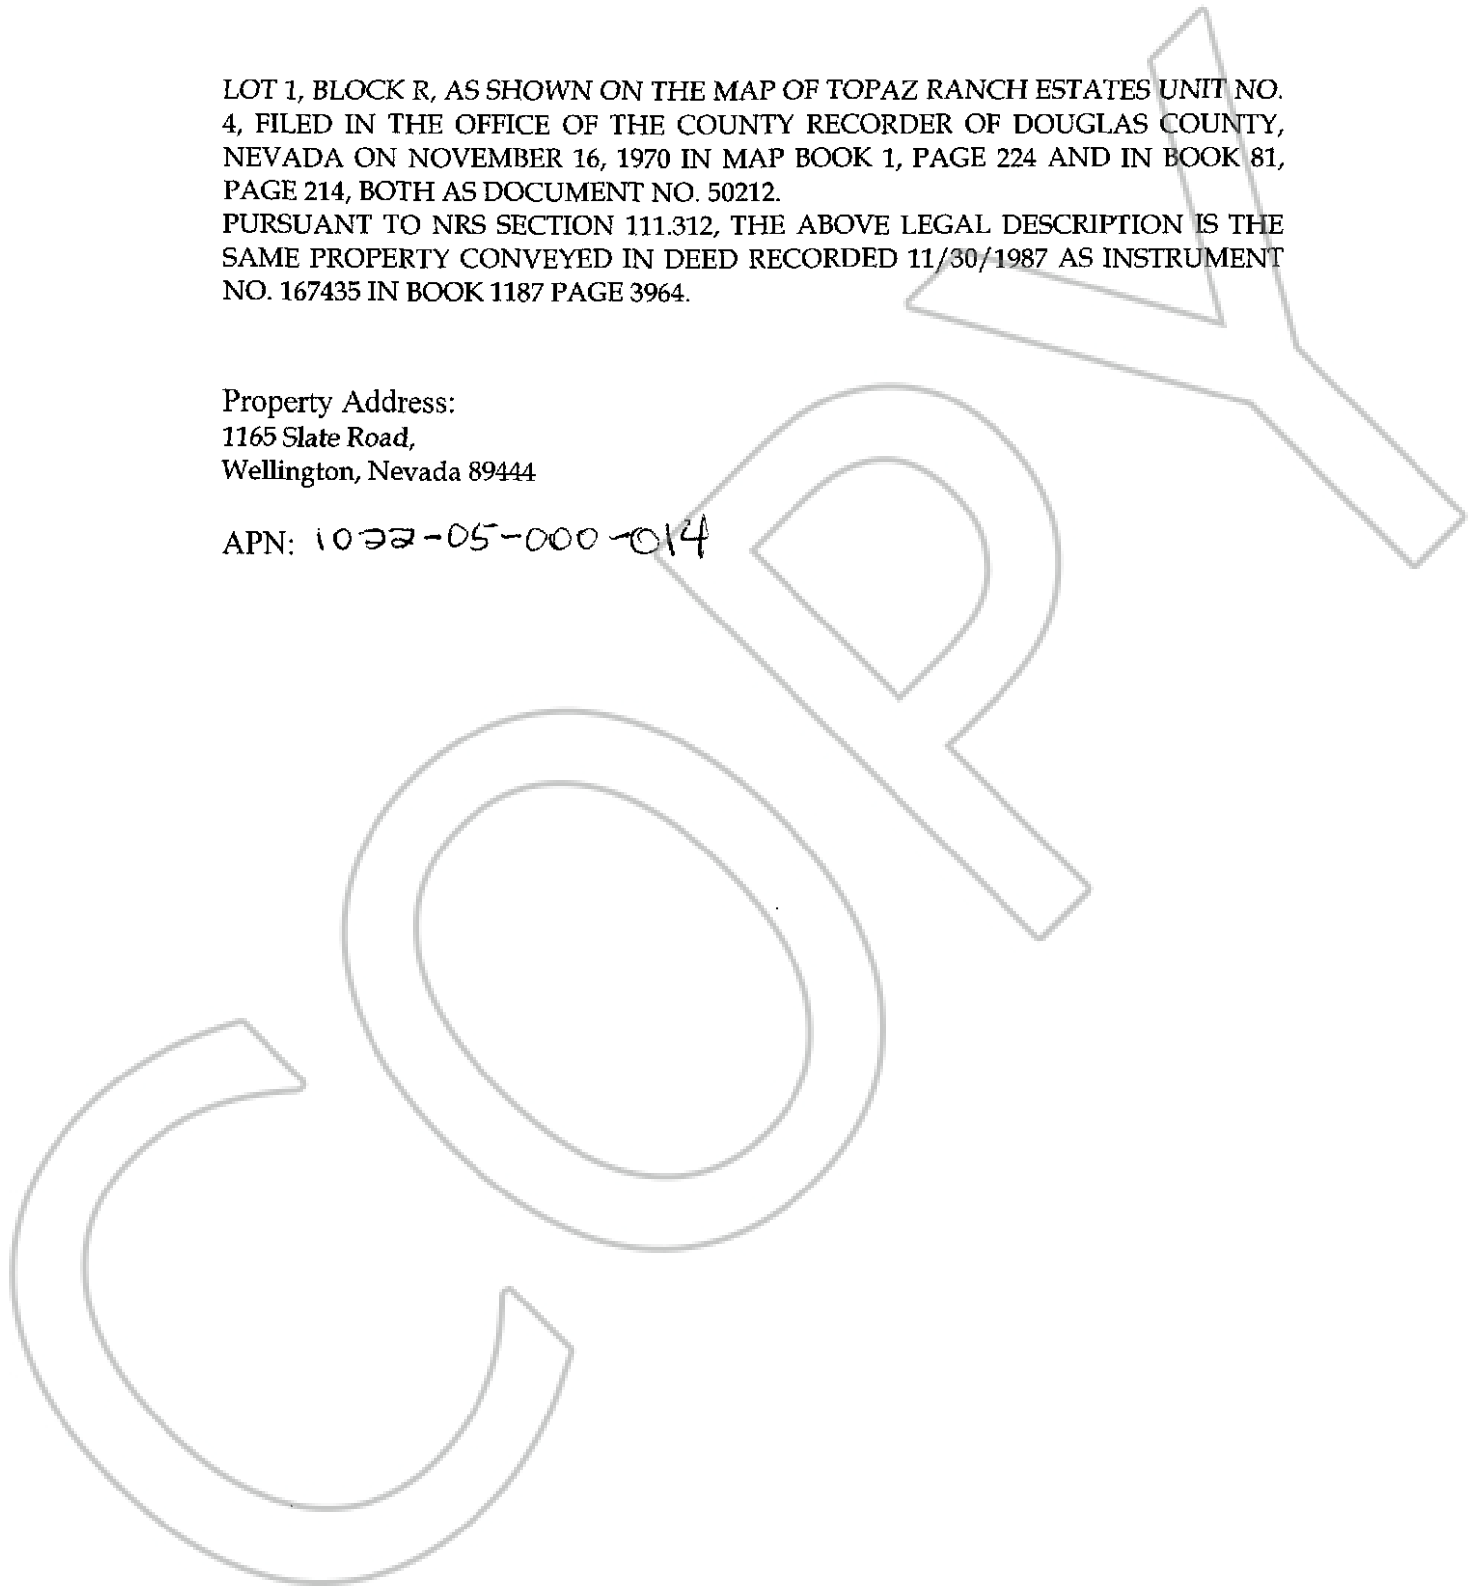 LOT 1, BLOCK R, AS SHOWN ON THE MAP OF TOPAZ RANCH ESTATES UNIT NO.
4, FILED IN THE OFFICE OF THE COUNTY RECORDER OF DOUGLAS COUNTY,
NEVADA ON NOVEMBER 16, 1970 IN MAP BOOK 1, PAGE 224 AND IN BOOK 81,
PAGE 214, BOTH AS DOCUMENT NO. 50212.
PURSUANT TO NRS SECTION 111.312, THE ABOVE LEGAL DESCRIPTION IS THE
SAME PROPERTY CONVEYED IN DEED RECORDED 11/30/1987 AS INSTRUMENT
NO. 167435 IN BOOK 1187 PAGE 3964.
Property Address:
1165 Slate Road,
Wellington, Nevada 89444
APN: 1022-05-000-014
COPY